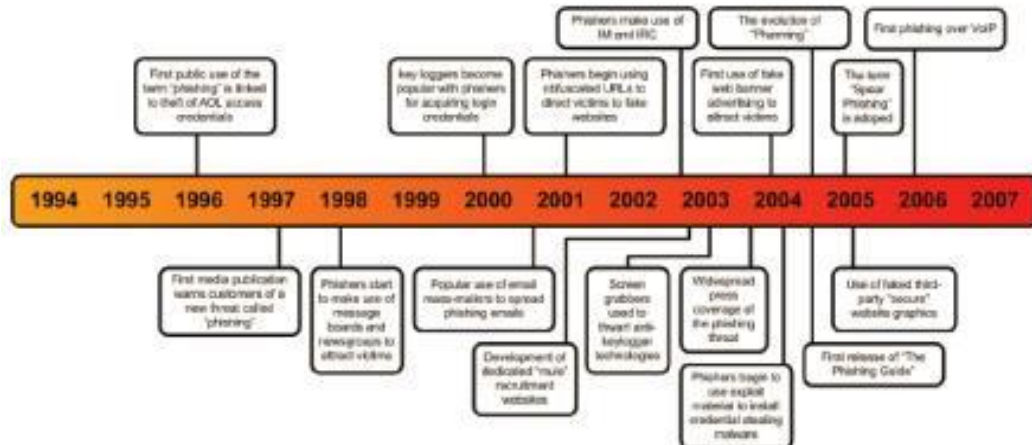 Phishers make use of
IM and IRC
The evolution of
"Pharming"
First phishing over VoIP
First public use of the
term "phishing" is linked
to theft of AOL access
credentials
key loggers become
popular with phishers
for acquiring login
credentials
Phishers begin using
obfuscated URLs to
direct victims to fake
websites
First use of fake
web banner
advertising to
attract victims
The term
"Spear
Phishing"
is adopted
1994 1995 1996 1997 1998 1999 2000 2001 2002 2003 2004 2005 2006 2007
First media publication
warns customers of a
new threat called
"phishing"
Phishers start
to make use of
message
boards and
newsgroups to
attract victims
Popular use of email
mass-mailers to spread
phishing emails
Development of
dedicated "mule"
recruitment
websites
Screen
grabbers
used to
thwart anti-
keylogger
technologies
Widespread
press
coverage of
the phishing
threat
Phishers begin to
use exploit
material to install
credential stealing
malware
First release of "The
Phishing Guide"
Use of faked third-
party "secure"
website graphics